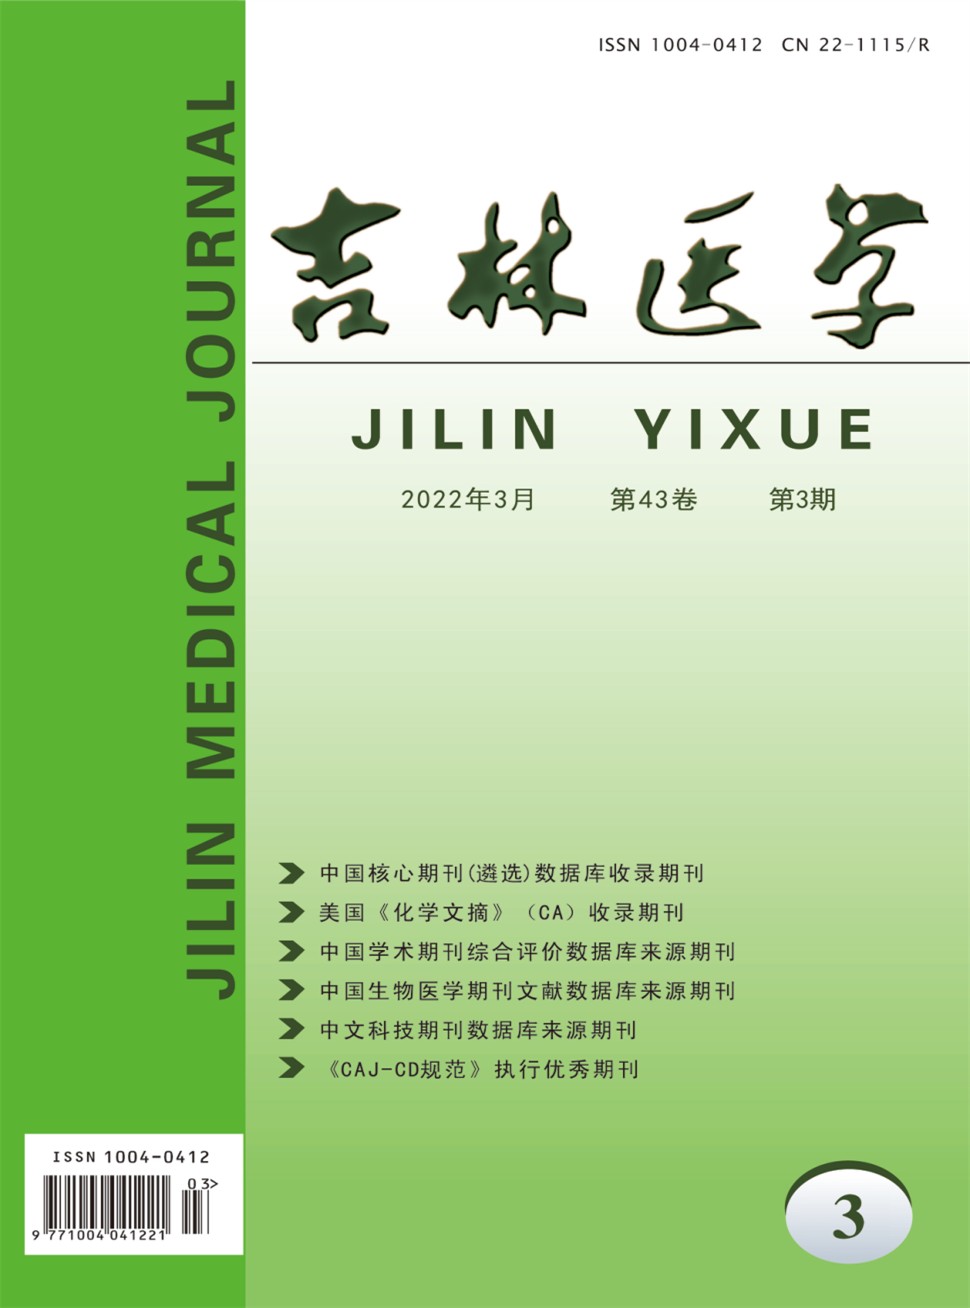 ISSN 1004-0412 CN 22-1115/R
吉林医学
JILIN YIXUE
2022年3月 第43卷 第3期
JILIN MEDICAL JOURNAL
中国核心期刊(遴选)数据库收录期刊
美国《化学文摘》（CA）收录期刊
中国学术期刊综合评价数据库来源期刊
中国生物医学期刊文献数据库来源期刊
中文科技期刊数据库来源期刊
《CAJ-CD规范》执行优秀期刊
ISSN 1004-0412
03>
9 771004 041221
3